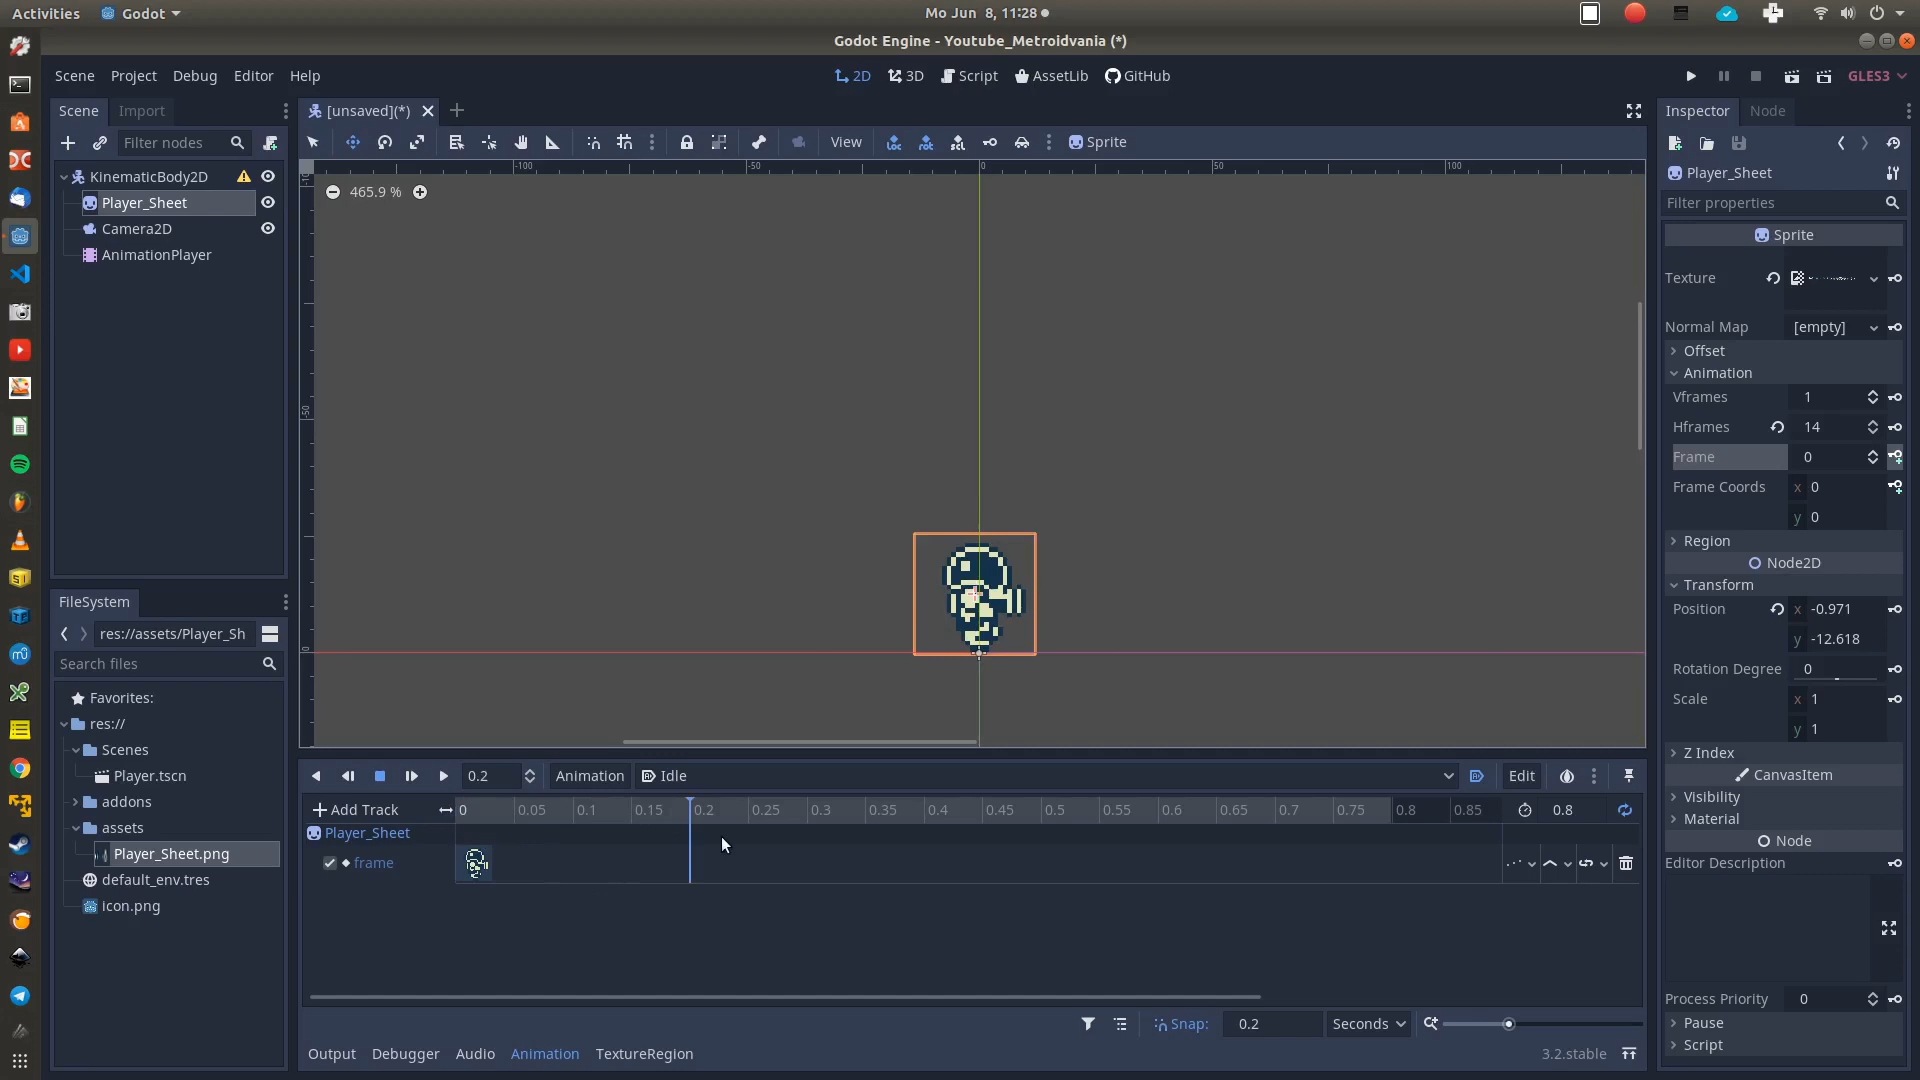 Activities Godot Mo Jun 8, 11:28
Godot Engine - Youtube_Metroidvania (*)
Scene Project Debug Editor Help 2D 3D Script AssetLib GitHub GLES3
Scene Import [unsaved](*) Inspector Node
Filter nodes View Sprite
KinematicBody2D
Player_Sheet
Camera2D
AnimationPlayer
-100 -50 0 50 100
465.9 %
-50
0
Player_Sheet
Filter properties
Sprite
Texture
Normal Map [empty]
Offset
Animation
Vframes 1
Hframes 14
Frame 0
Frame Coords x 0
y 0
Region
Node2D
Transform
Position x -0.971
y -12.618
Rotation Degree 0
Scale x 1
y 1
Z Index
CanvasItem
Visibility
Material
Node
Editor Description
Process Priority 0
Pause
Script
FileSystem
res://assets/Player_Sh
Search files
Favorites:
res://
Scenes
Player.tscn
addons
assets
Player_Sheet.png
default_env.tres
icon.png
0.2 Animation Idle Edit
Add Track 0 0.05 0.1 0.15 0.2 0.25 0.3 0.35 0.4 0.45 0.5 0.55 0.6 0.65 0.7 0.75 0.8 0.85 0.8
Player_Sheet
frame
Snap: 0.2 Seconds
Output Debugger Audio Animation TextureRegion 3.2.stable